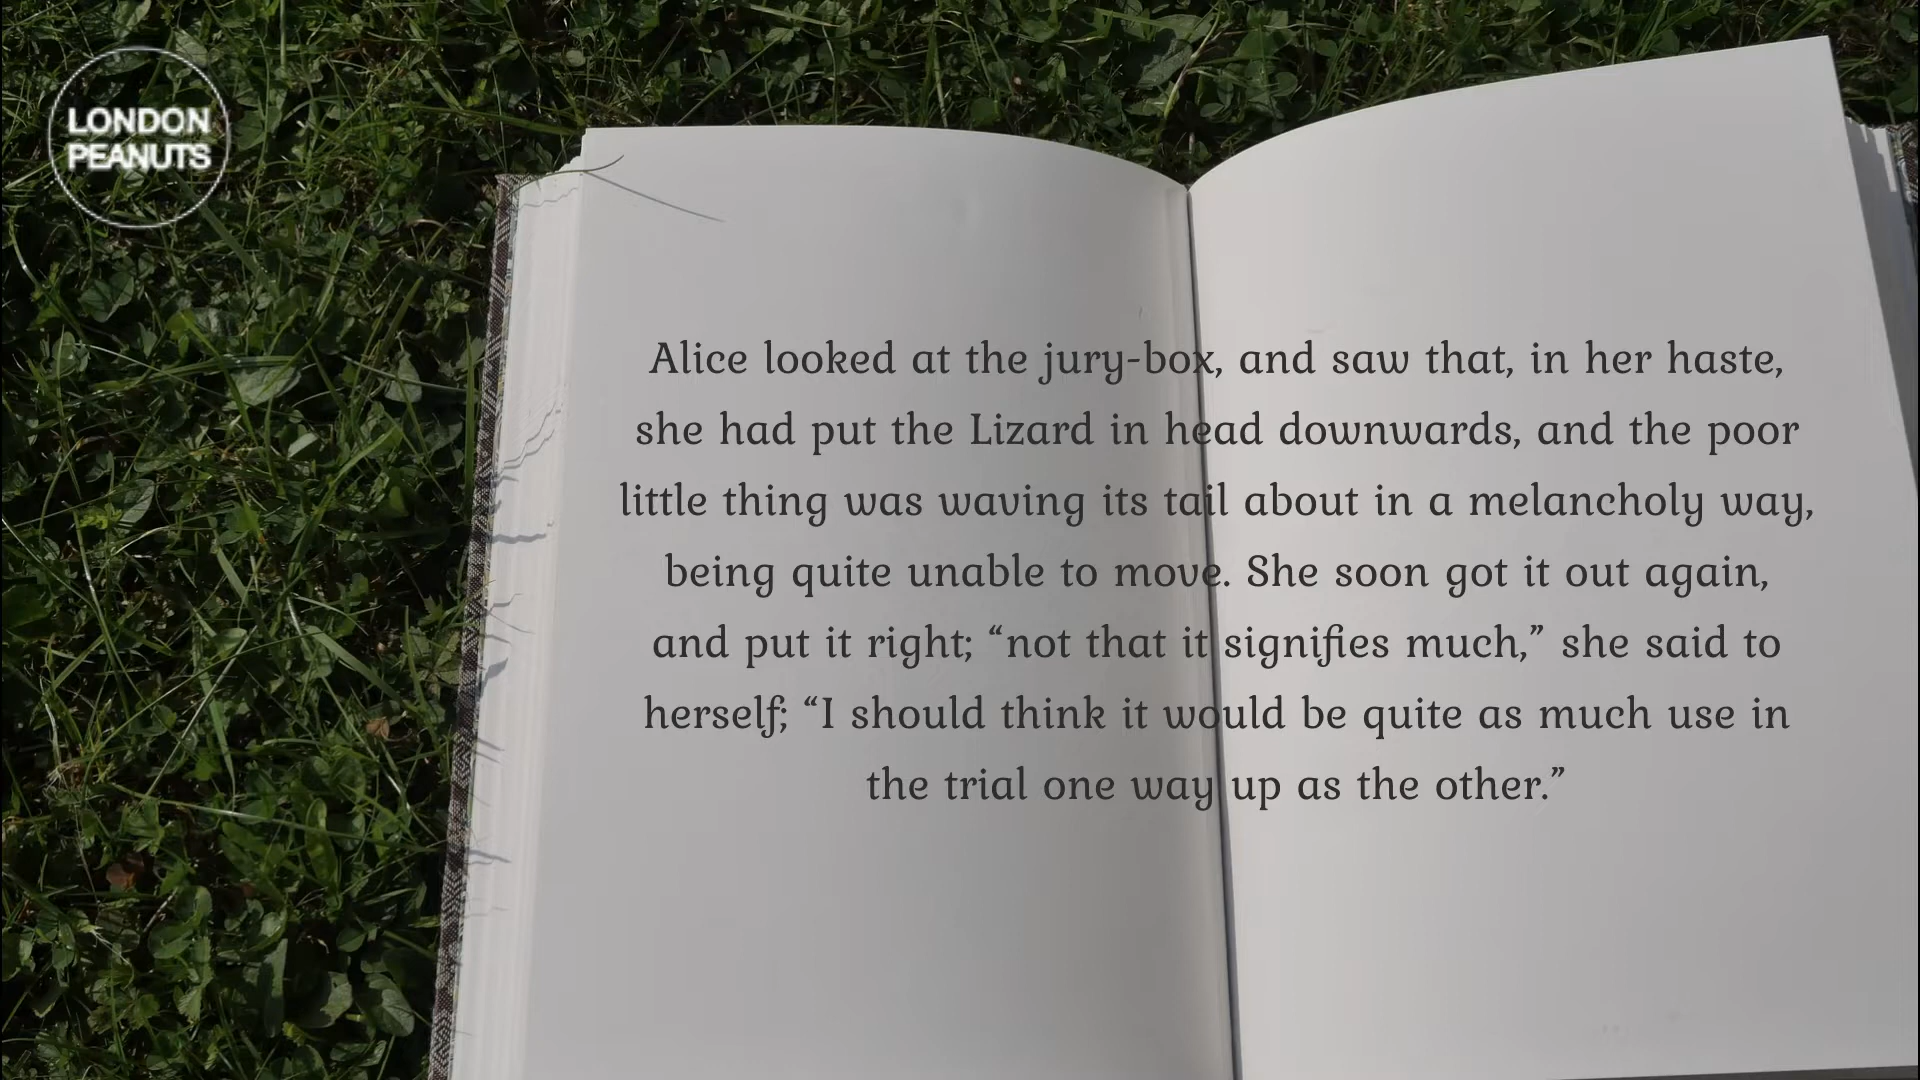 LONDON
PEANUTS
Alice looked at the jury-box, and saw that, in her haste,
she had put the Lizard in head downwards, and the poor
little thing was waving its tail about in a melancholy way,
being quite unable to move. She soon got it out again,
and put it right; “not that it signifies much,” she said to
herself; “I should think it would be quite as much use in
the trial one way up as the other.”